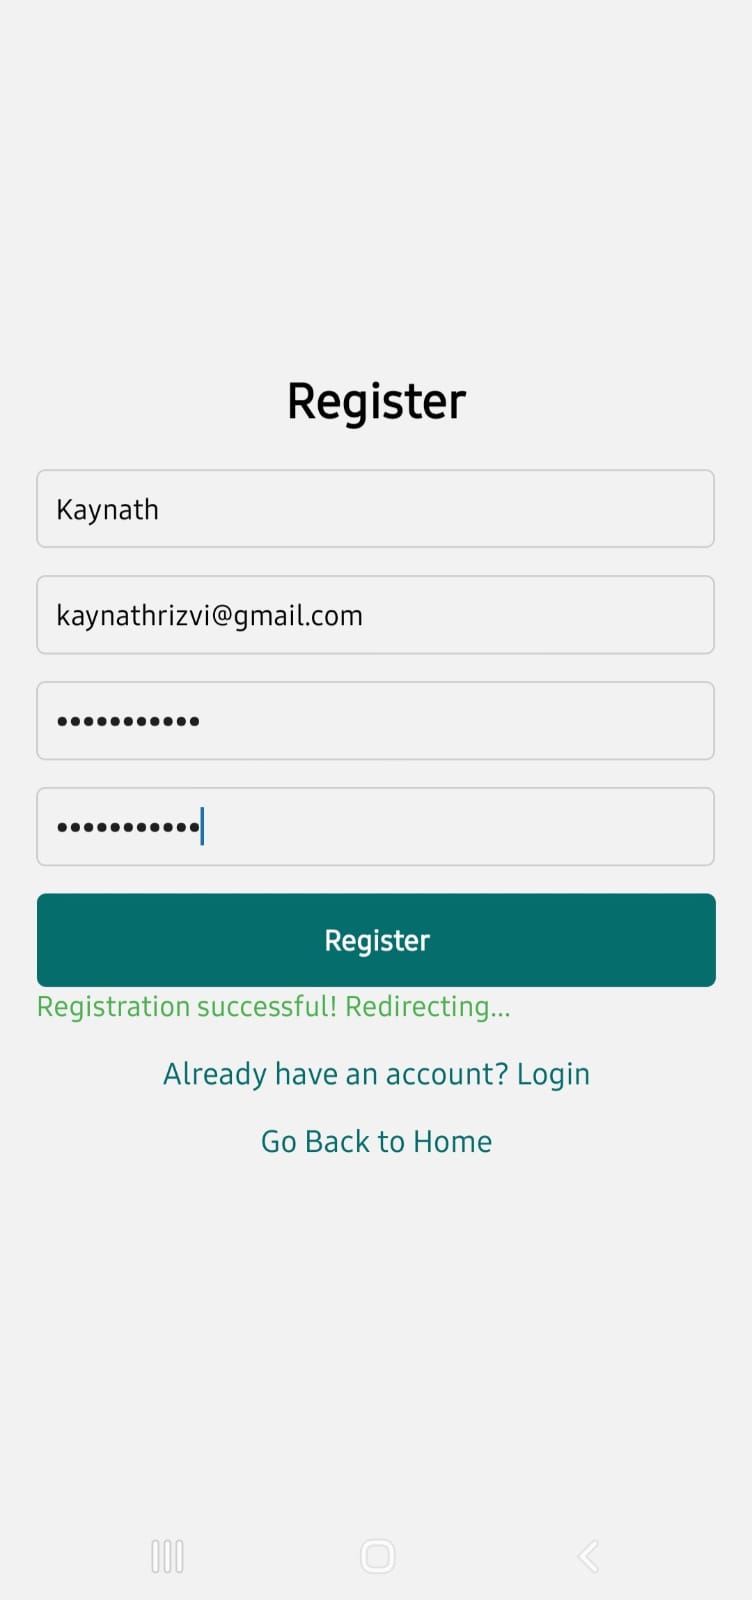 Register
Kaynath
kaynathrizvi@gmail.com
•••••••••••
•••••••••••
Register
Registration successful! Redirecting...
Already have an account? Login
Go Back to Home